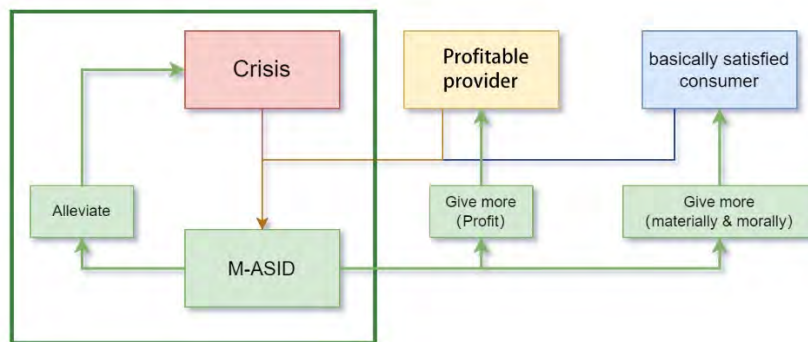 Crisis
Profitable
provider
basically satisfied
consumer
Alleviate
Give more
(Profit)
Give more
(materially & morally)
M-ASID